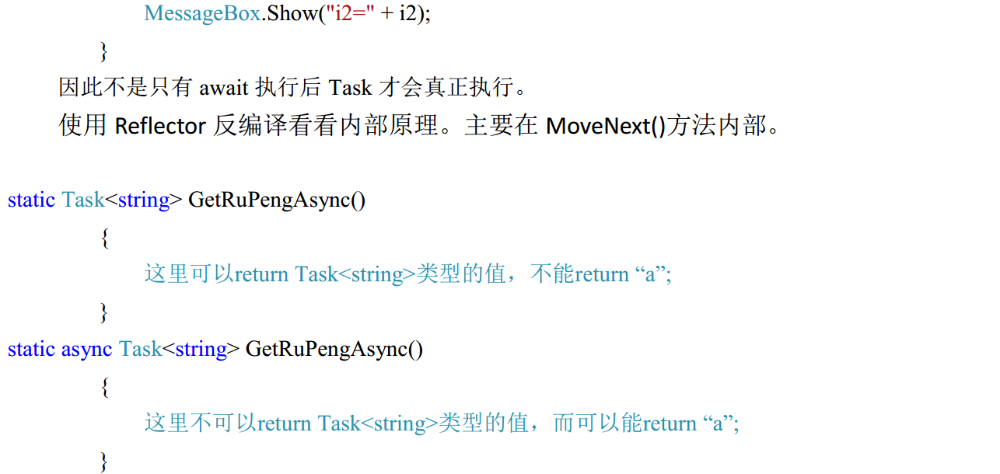 MessageBox.Show("i2=" + i2);
}
因此不是只有 await 执行后 Task 才会真正执行。
使用 Reflector 反编译看看内部原理。主要在 MoveNext()方法内部。
static Task<string> GetRuPengAsync()
{
这里可以return Task<string>类型的值，不能return “a”;
}
static async Task<string> GetRuPengAsync()
{
这里不可以return Task<string>类型的值，而可以能return “a”;
}